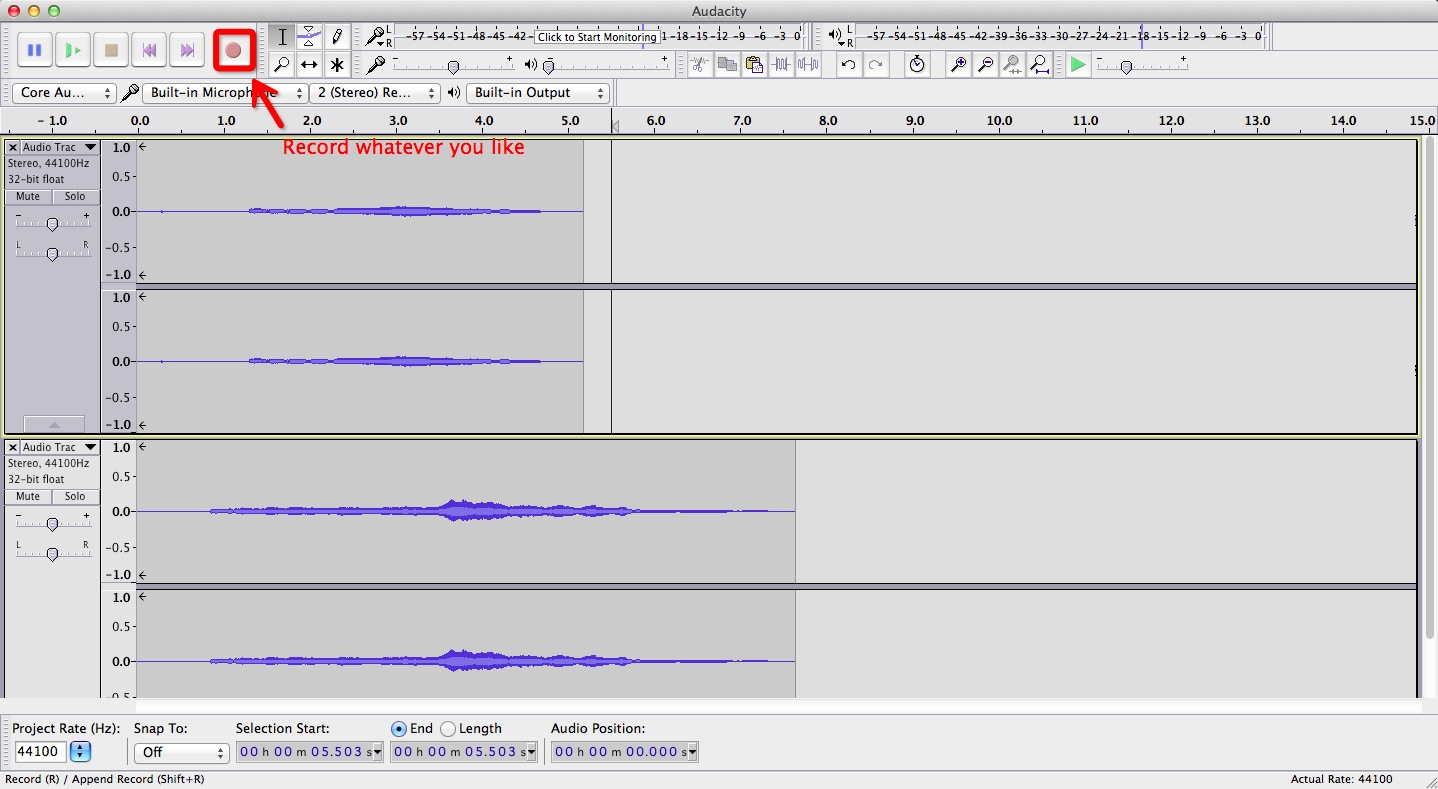 Audacity
L
R
-57 -54 -51 -48 -45 -42 - Click to Start Monitoring 1 -18 -15 -12 -9 -6 -3 0
L
R
-57 -54 -51 -48 -45 -42 -39 -36 -33 -30 -27 -24 -21 -18 -15 -12 -9 -6 -3 0
- + - + - +
Core Au... Built-in Microphone 2 (Stereo) Re... Built-in Output
- 1.0 0.0 1.0 2.0 3.0 4.0 5.0 6.0 7.0 8.0 9.0 10.0 11.0 12.0 13.0 14.0 15.0
Record whatever you like
Audio Trac
Stereo, 44100Hz
32-bit float
Mute Solo
- +
L R
1.0
0.5
0.0
-0.5
-1.0
1.0
0.5
0.0
-0.5
-1.0
Audio Trac
Stereo, 44100Hz
32-bit float
Mute Solo
- +
L R
1.0
0.5
0.0
-0.5
-1.0
1.0
0.5
0.0
-0.5
Project Rate (Hz): Snap To: Selection Start: End Length Audio Position:
44100 Off 00 h 00 m 05.503 s 00 h 00 m 05.503 s 00 h 00 m 00.000 s
Record (R) / Append Record (Shift+R) Actual Rate: 44100